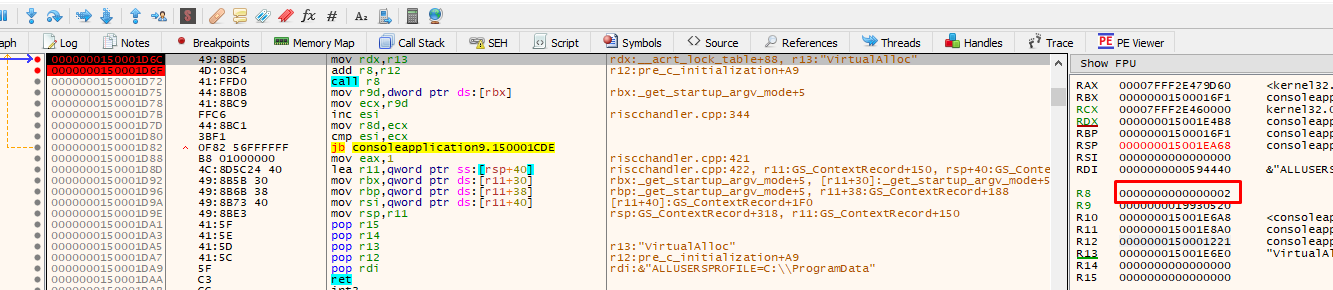 fx # A2
aph Log Notes Breakpoints Memory Map Call Stack SEH Script Symbols Source References Threads Handles Trace PE Viewer
0000000150001D6C 49:8BD5 mov rdx,r13 rdx:__acrt_lock_table+88, r13:"VirtualAlloc"
0000000150001D6F 4D:03C4 add r8,r12 r12:pre_c_initialization+A9
0000000150001D72 41:FFD0 call r8
0000000150001D75 44:8B0B mov r9d,dword ptr ds:[rbx] rbx:_get_startup_argv_mode+5
0000000150001D78 41:8BC9 mov ecx,r9d
0000000150001D7B FFC6 inc esi riscchandler.cpp:344
0000000150001D7D 44:8BC1 mov r8d,ecx
0000000150001D80 3BF1 cmp esi,ecx
0000000150001D82 0F82 56FFFFFF jb consoleapplication9.150001CDE
0000000150001D88 B8 01000000 mov eax,1 riscchandler.cpp:421
0000000150001D8D 4C:8D5C24 40 lea r11,qword ptr ss:[rsp+40] riscchandler.cpp:422, r11:GS_ContextRecord+150, rsp+40:GS_Conte
0000000150001D92 49:8B5B 30 mov rbx,qword ptr ds:[r11+30] rbx:_get_startup_argv_mode+5, [r11+30]:_get_startup_argv_mode+5
0000000150001D96 49:8B6B 38 mov rbp,qword ptr ds:[r11+38] rbp:_get_startup_argv_mode+5, r11+38:GS_ContextRecord+188
0000000150001D9A 49:8B73 40 mov rsi,qword ptr ds:[r11+40] [r11+40]:GS_ContextRecord+1F0
0000000150001D9E 49:8BE3 mov rsp,r11 rsp:GS_ContextRecord+318, r11:GS_ContextRecord+150
0000000150001DA1 41:5F pop r15
0000000150001DA3 41:5E pop r14
0000000150001DA5 41:5D pop r13 r13:"VirtualAlloc"
0000000150001DA7 41:5C pop r12 r12:pre_c_initialization+A9
0000000150001DA9 5F pop rdi rdi:&"ALLUSERSPROFILE=C:\\ProgramData"
0000000150001DAA C3 ret
CC int3
Show FPU
RAX 00007FFF2E479D60 <kernel32.G
RBX 00000001500016F1 consoleapp
RCX 00007FFF2E460000 kernel32.0
RDX 000000015001E4B8 consoleapp
RBP 00000001500016F1 consoleapp
RSP 000000015001EA68 consoleapp
RSI 0000000000000000
RDI 0000000000594440 &"ALLUSERS
R8 0000000000000002
R9 0000000019930520
R10 000000015001E6A8 <consoleap
R11 000000015001E8A0 consoleapp
R12 0000000150001221 consoleapp
R13 000000015001E6E0 "VirtualAl
R14 0000000000000000
R15 0000000000000000